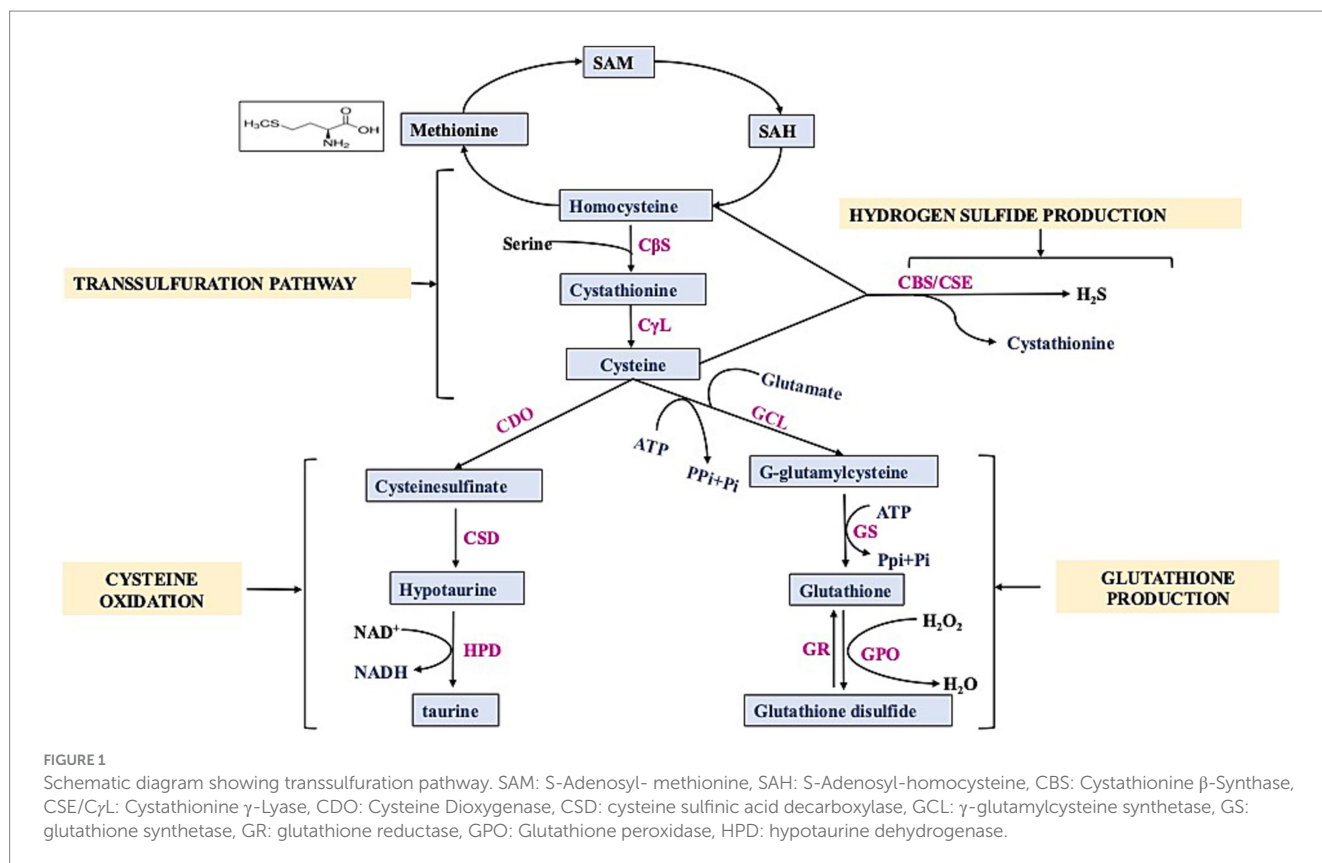 SAM
H₃CS
O
OH
NH₂
Methionine
SAH
Homocysteine
HYDROGEN SULFIDE PRODUCTION
Serine
CβS
TRANSSULFURATION PATHWAY
Cystathionine
CBS/CSE
H₂S
CγL
Cystathionine
Cysteine
Glutamate
CDO
GCL
ATP
PPi+Pi
Cysteinesulfinate
G-glutamylcysteine
ATP
CSD
GS
Ppi+Pi
CYSTEINE
OXIDATION
Hypotaurine
Glutathione
GLUTATHIONE
PRODUCTION
NAD⁺
H₂O₂
HPD
GR
GPO
NADH
H₂O
taurine
Glutathione disulfide
FIGURE 1
Schematic diagram showing transsulfuration pathway. SAM: S-Adenosyl- methionine, SAH: S-Adenosyl-homocysteine, CBS: Cystathionine β-Synthase,
CSE/CγL: Cystathionine γ-Lyase, CDO: Cysteine Dioxygenase, CSD: cysteine sulfinic acid decarboxylase, GCL: γ-glutamylcysteine synthetase, GS:
glutathione synthetase, GR: glutathione reductase, GPO: Glutathione peroxidase, HPD: hypotaurine dehydrogenase.